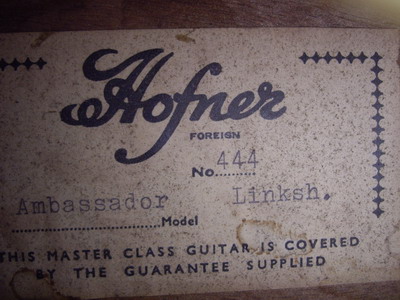 Hofner
FOREIGN
No. 444
Ambassador Linksh.
Model
THIS MASTER CLASS GUITAR IS COVERED
BY THE GUARANTEE SUPPLIED